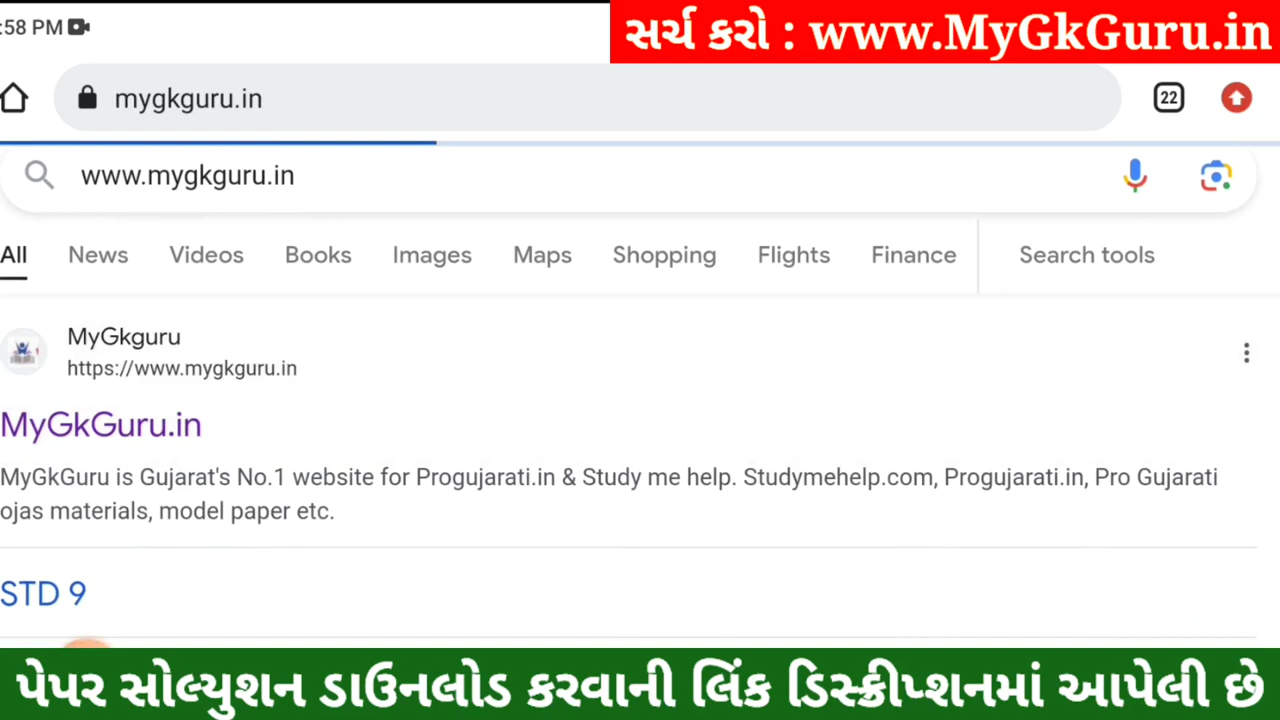 :58 PM
સર્ચ કરો : www.MyGkGuru.in
mygkguru.in
22
www.mygkguru.in
All News Videos Books Images Maps Shopping Flights Finance Search tools
MyGkguru
https://www.mygkguru.in
MyGkGuru.in
MyGkGuru is Gujarat's No.1 website for Progujarati.in & Study me help. Studymehelp.com, Progujarati.in, Pro Gujarati
ojas materials, model paper etc.
STD 9
પેપર સોલ્યુશન ડાઉનલોડ કરવાની લિંક ડિસ્ક્રીપ્શનમાં આપેલી છે